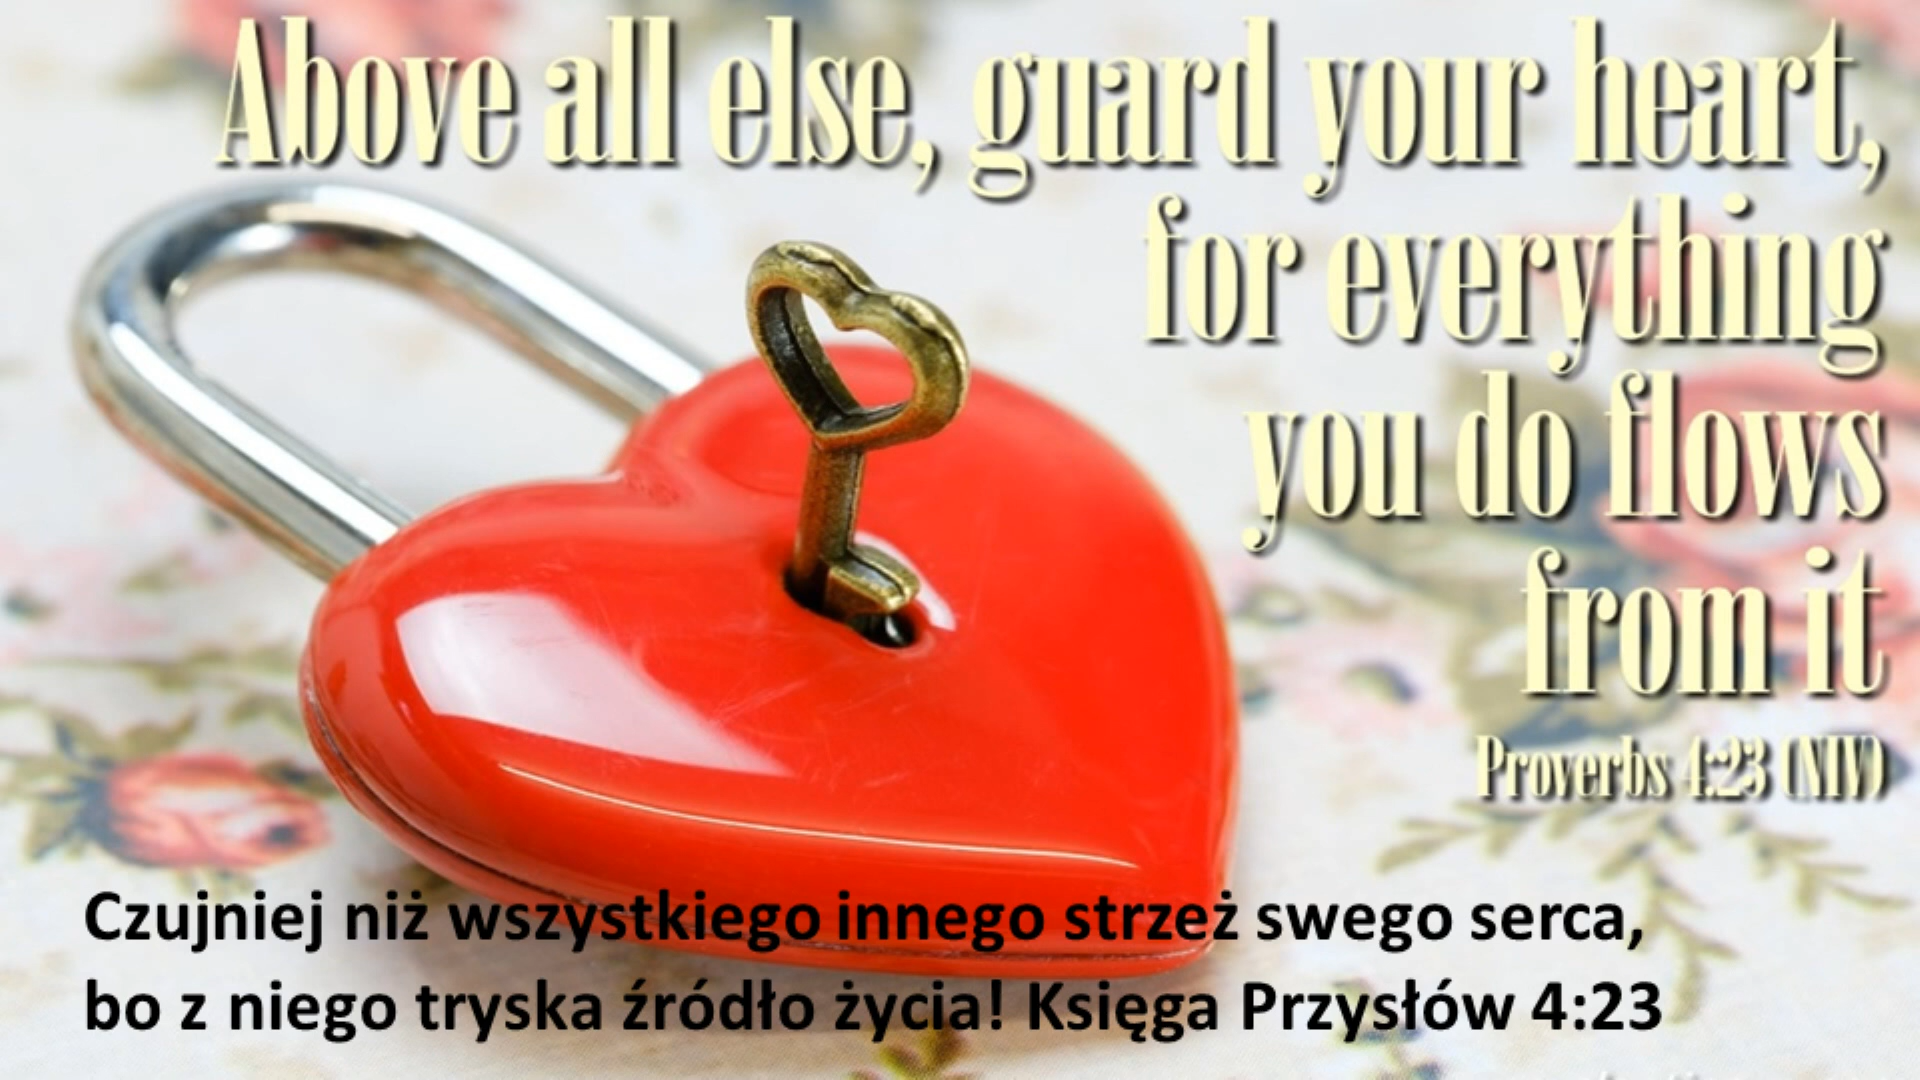 Above all else, guard your heart,
for everything
you do flows
from it
Proverbs 4:23 (NIV)
Czujniej niż wszystkiego innego strzeż swego serca,
bo z niego tryska źródło życia! Księga Przysłów 4:23